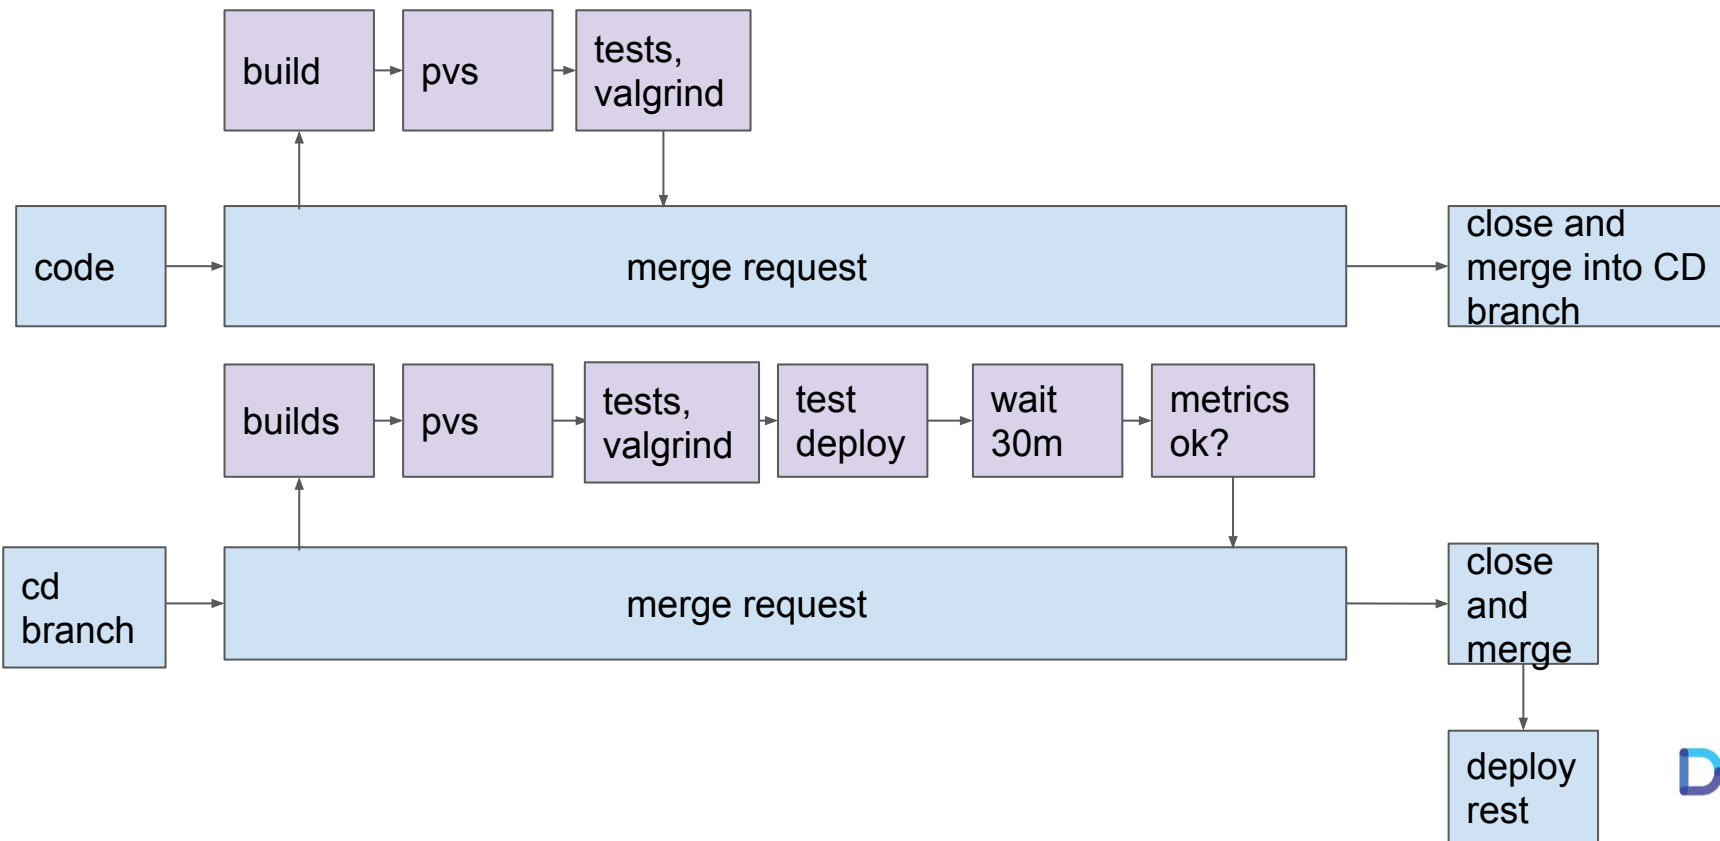 build
pvs
tests,
valgrind
code
merge request
close and
merge into CD
branch
builds
pvs
tests,
valgrind
test
deploy
wait
30m
metrics
ok?
cd
branch
merge request
close
and
merge
deploy
rest